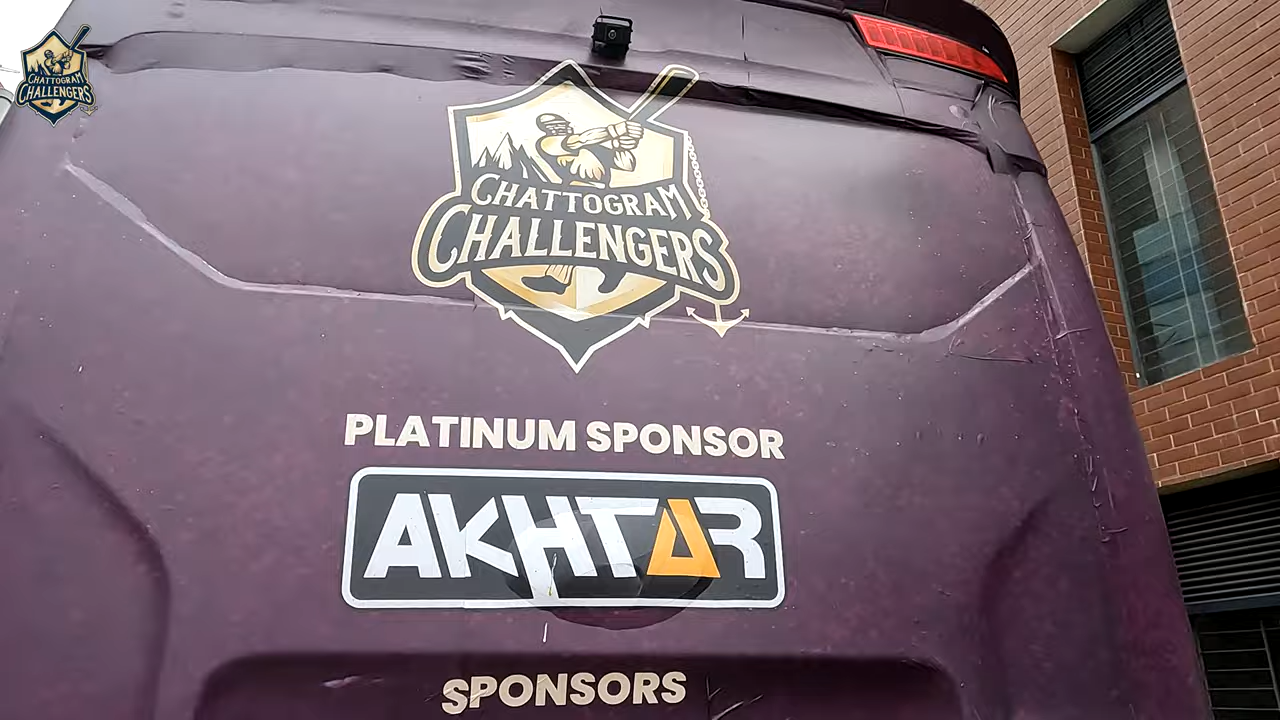 CHATTOGRAM
CHALLENGERS
CHATTOGRAM
CHALLENGERS
PLATINUM SPONSOR
AKHTAR
SPONSORS